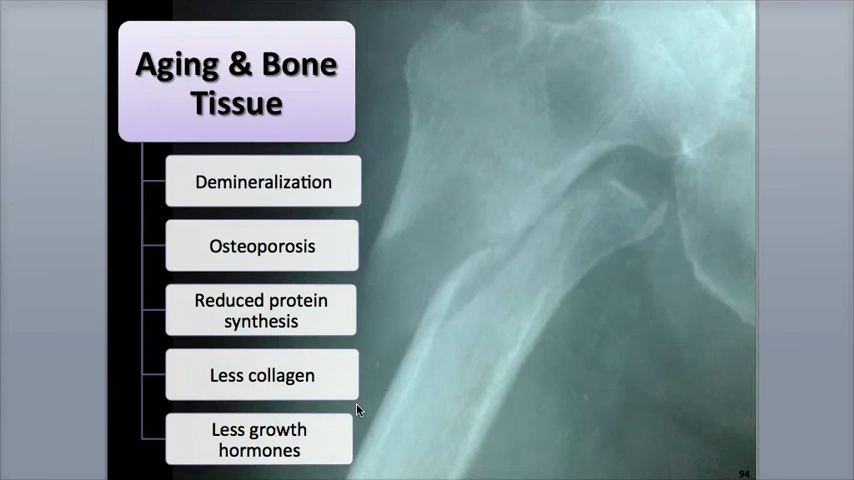 Aging & Bone
Tissue
Demineralization
Osteoporosis
Reduced protein
synthesis
Less collagen
Less growth
hormones
94